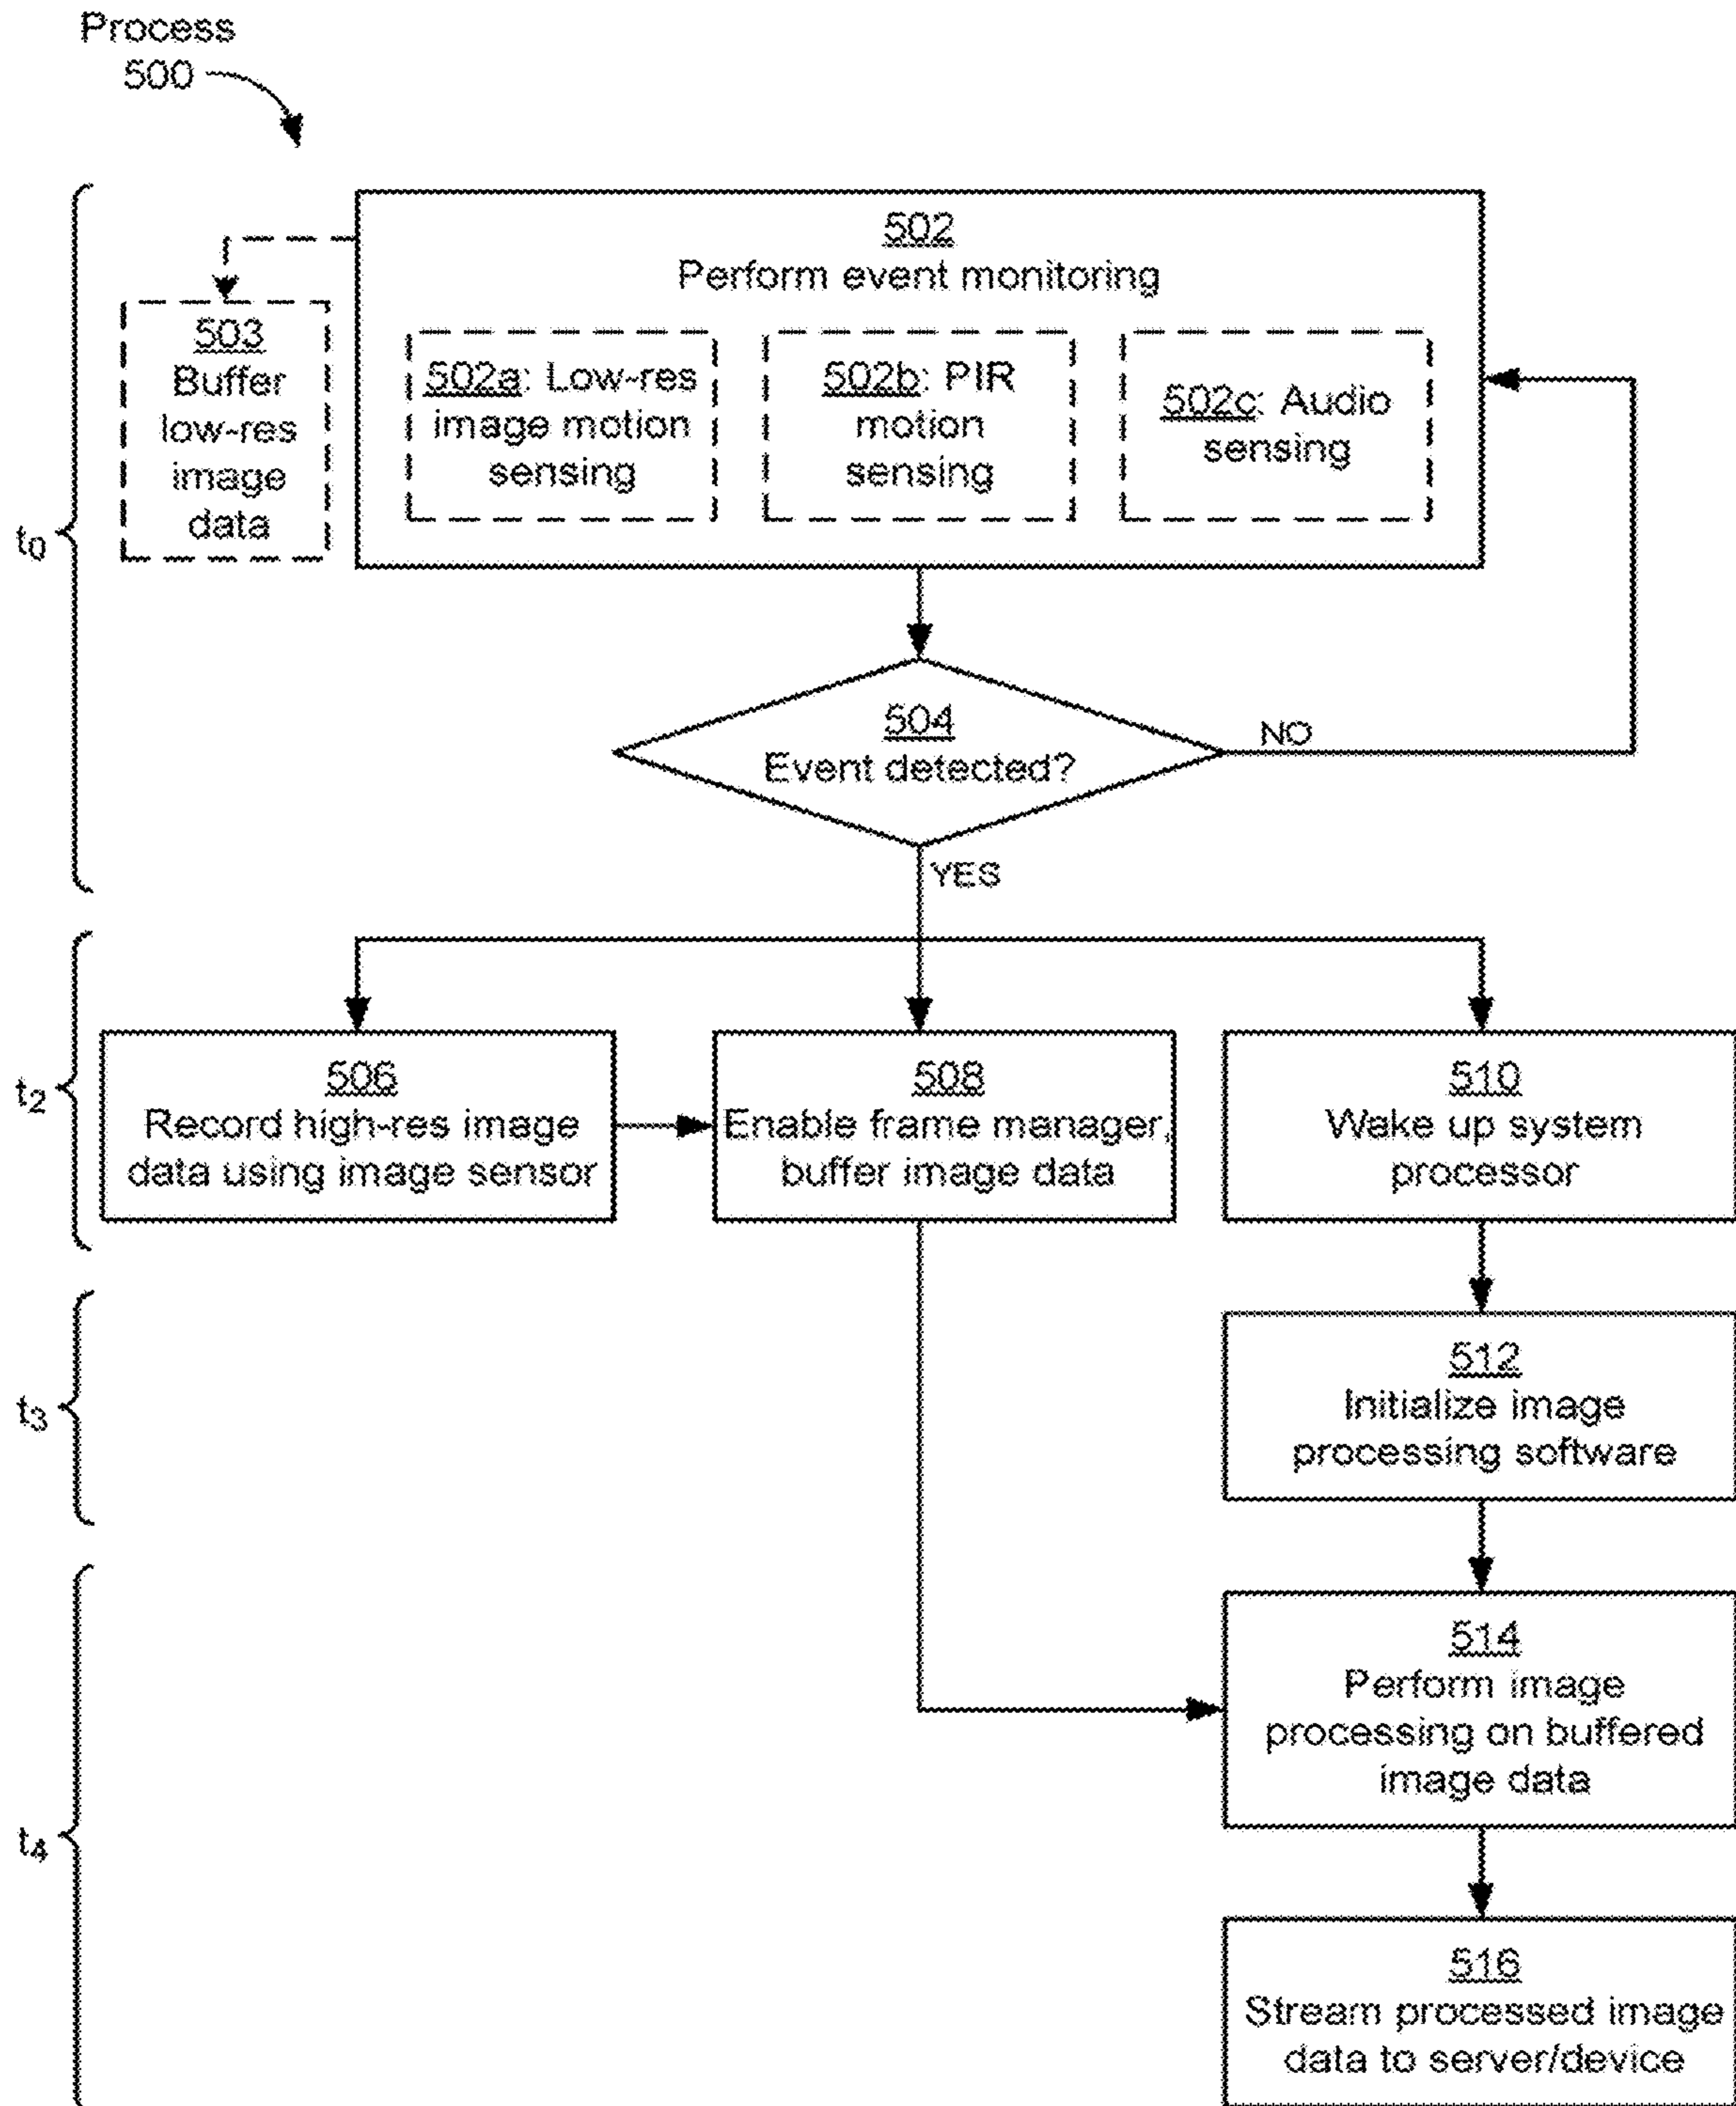 Process
500
502
Perform event monitoring
503
Buffer
low-res
image
data
502a: Low-res
image motion
sensing
502b: PIR
motion
sensing
502c: Audio
sensing
t0
504
Event detected?
NO
YES
t2
506
Record high-res image
data using image sensor
508
Enable frame manager,
buffer image data
510
Wake up system
processor
t3
512
Initialize image
processing software
t4
514
Perform image
processing on buffered
image data
516
Stream processed image
data to server/device